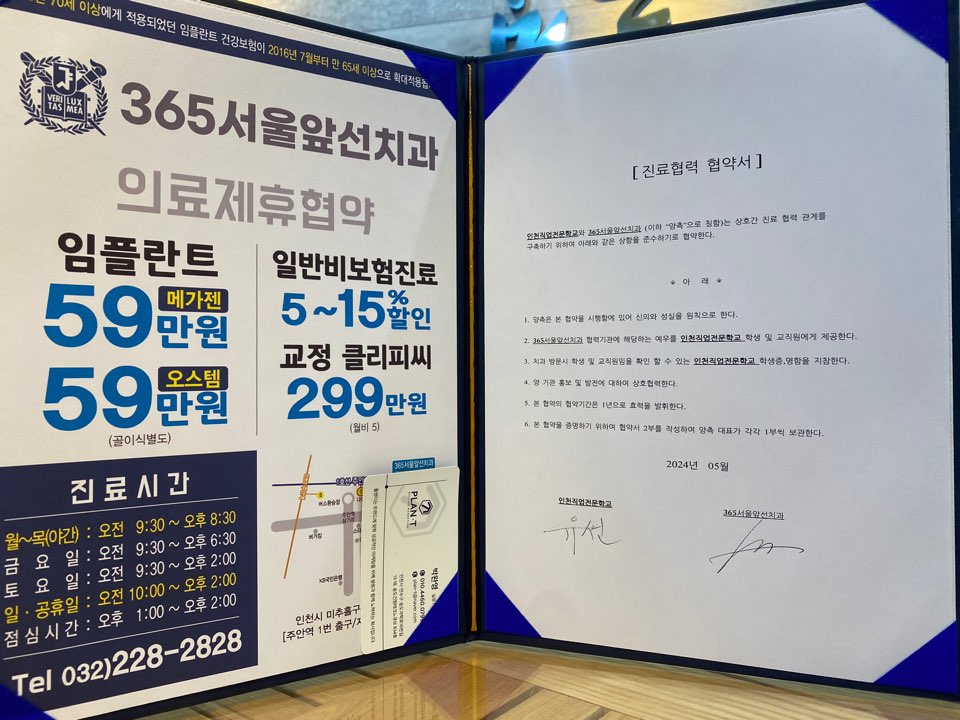 70세 이상에게 적용되었던 임플란트 건강보험이 2016년 7월부터 만 65세 이상으로 확대적용됩
VERI LUX
TAS MEA
365서울앞선치과
의료제휴협약
임플란트
59만원 메가젠
59만원 오스템
(골이식별도)
일반비보험진료
5~15%할인
교정 클리피씨
299만원
(월비 5)
진료시간
월~목(야간) : 오전 9:30 ~ 오후 8:30
금요일 : 오전 9:30 ~ 오후 6:30
토요일 : 오전 9:30 ~ 오후 2:00
일·공휴일 : 오전 10:00 ~ 오후 2:00
점심시간 : 오후 1:00 ~ 오후 2:00
Tel 032)228-2828
버스환승장
버거킹
KB국민은행
인천시 미추홀구
[주안역 1번 출구/
365서울앞선치과
PLAN.T
[진료협력 협약서]
인천직업전문학교와 365서울앞선치과 (이하 "양측"으로 칭함)는 상호간 진료 협력 관계를
구축하기 위하여 아래와 같은 상항을 준수하기로 협약한다.
* 아 래 *
1. 양측은 본 협약을 시행함에 있어 신의와 성실을 원칙으로 한다.
2. 365서울앞선치과 협력기관에 해당하는 예우를 인천직업전문학교 학생 및 교직원에게 제공한다.
3. 치과 방문시 학생 및 교직원임을 확인 할 수 있는 인천직업전문학교 학생증,명함을 지참한다.
4. 양 기관 홍보 및 발전에 대하여 상호협력한다.
5. 본 협약의 협약기간은 1년으로 효력을 발휘한다.
6. 본 협약을 증명하기 위하여 협약서 2부를 작성하여 양측 대표가 각각 1부씩 보관한다.
2024년 05월
인천직업전문학교
365서울앞선치과